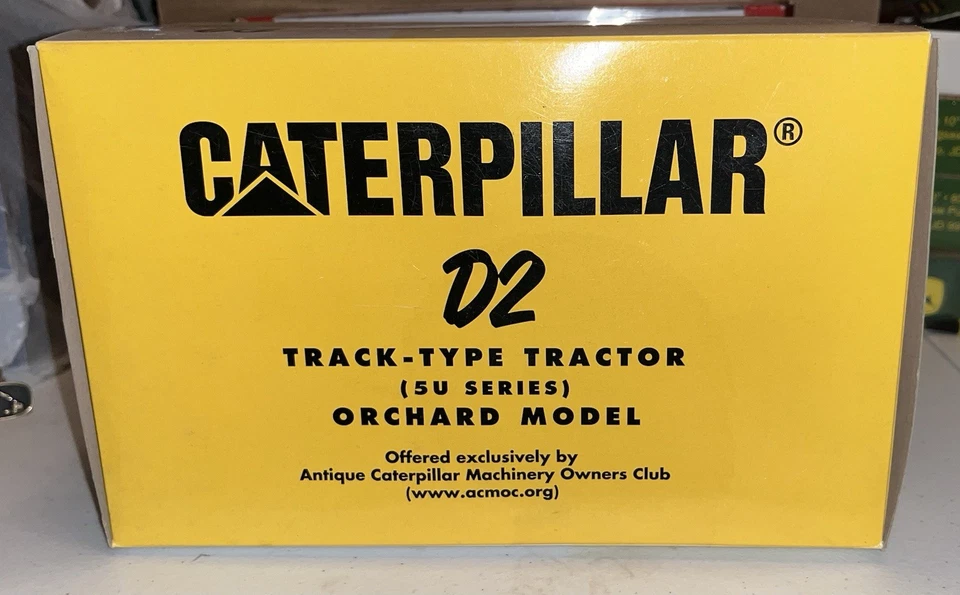 CATERPILLAR®
D2
TRACK-TYPE TRACTOR
(5U SERIES)
ORCHARD MODEL
Offered exclusively by
Antique Caterpillar Machinery Owners Club
(www.acmoc.org)
10"